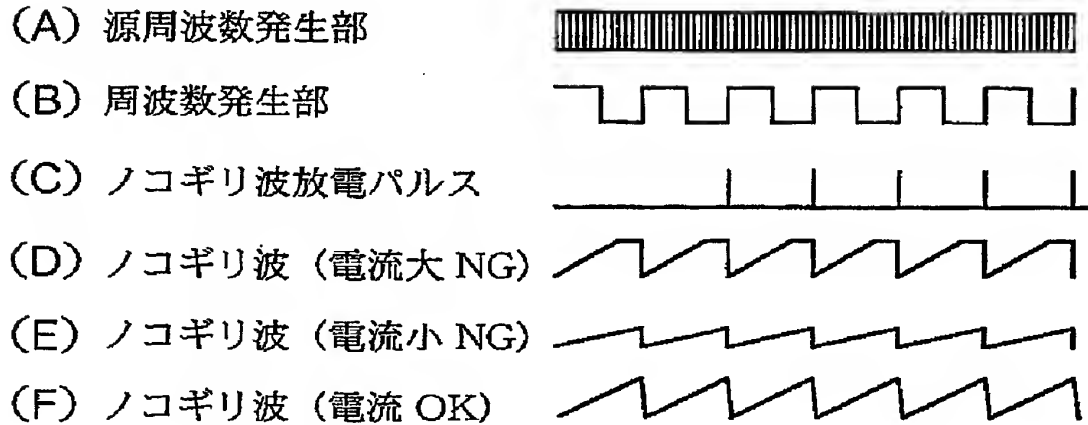 (A) 源周波数発生部
(B) 周波数発生部
(C) ノコギリ波放電パルス
(D) ノコギリ波（電流大 NG）
(E) ノコギリ波（電流小 NG）
(F) ノコギリ波（電流 OK）